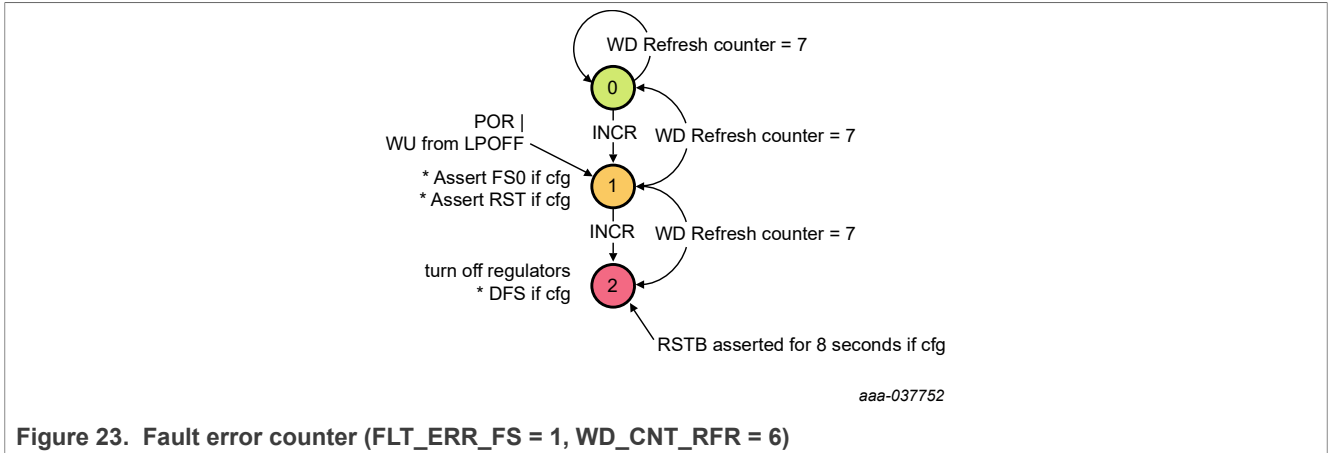 WD Refresh counter = 7
0
POR |
WU from LPOFF
INCR
WD Refresh counter = 7
* Assert FS0 if cfg
* Assert RST if cfg
1
INCR
WD Refresh counter = 7
turn off regulators
* DFS if cfg
2
RSTB asserted for 8 seconds if cfg
aaa-037752
Figure 23. Fault error counter (FLT_ERR_FS = 1, WD_CNT_RFR = 6)